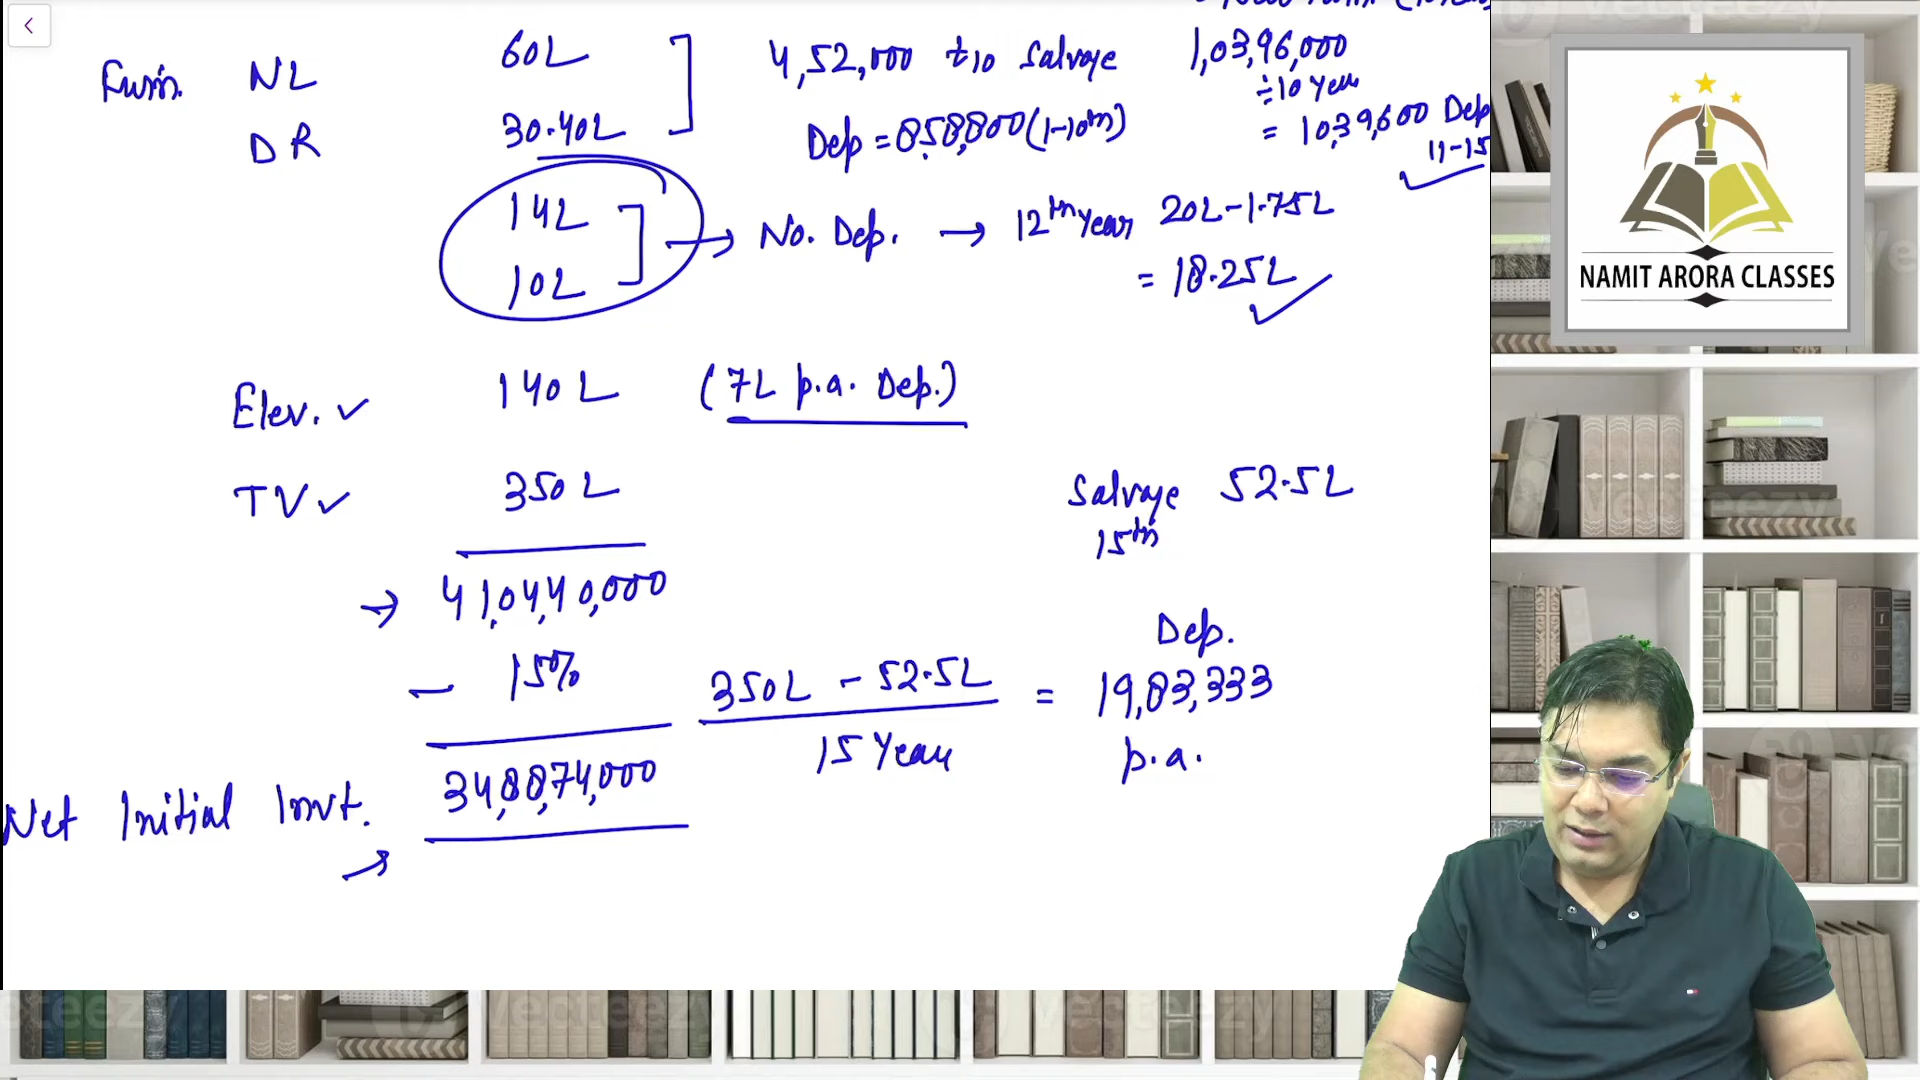 Furn. NL 60L
DR 30.40L
4,52,000 t10 Salvage
Dep = 8,58,800 (1-10th)
1,03,96,000
÷10 Year
= 10,39,600 Dep
11-15
14L
10L
→ No. Dep. → 12th Year 20L - 1.75L
= 18.25L
Elev. ✓ 140L (7L p.a. Dep.)
TV ✓ 350L
Salvage 52.5L
15th
→ 41,04,40,000
- 15%
350L - 52.5L
15 Year
=
Dep.
19,83,333
p.a.
Net Initial Invt. 34,88,74,000
NAMIT ARORA CLASSES